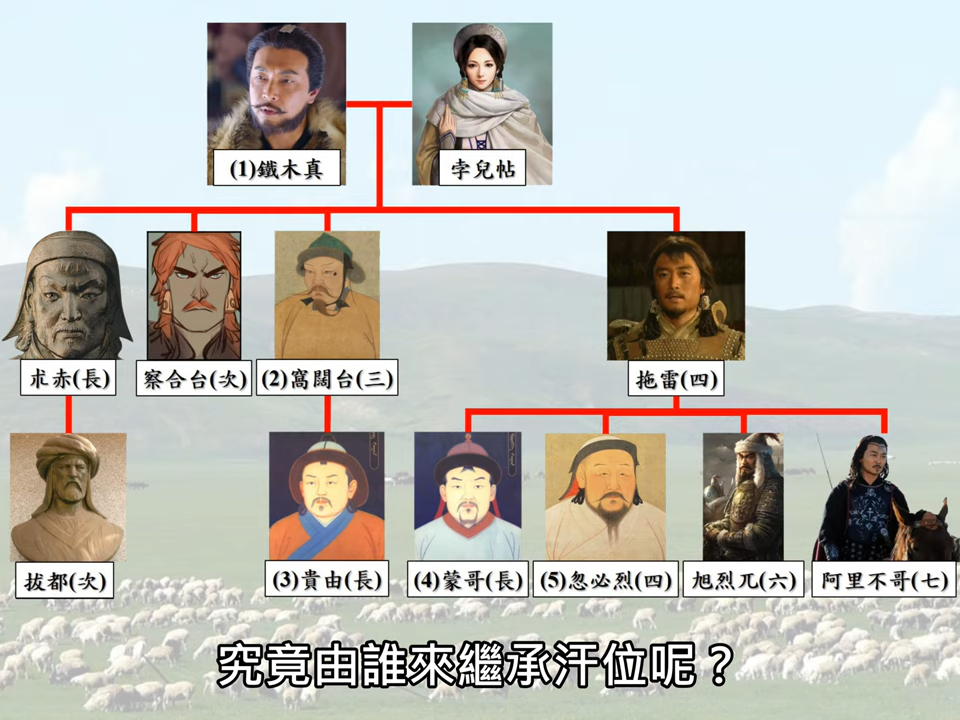 (1)鐵木真
孛兒帖
朮赤(長)
察合台(次)
(2)窩闊台(三)
拖雷(四)
拔都(次)
(3)貴由(長)
(4)蒙哥(長)
(5)忽必烈(四)
旭烈兀(六)
阿里不哥(七)
究竟由誰來繼承汗位呢？